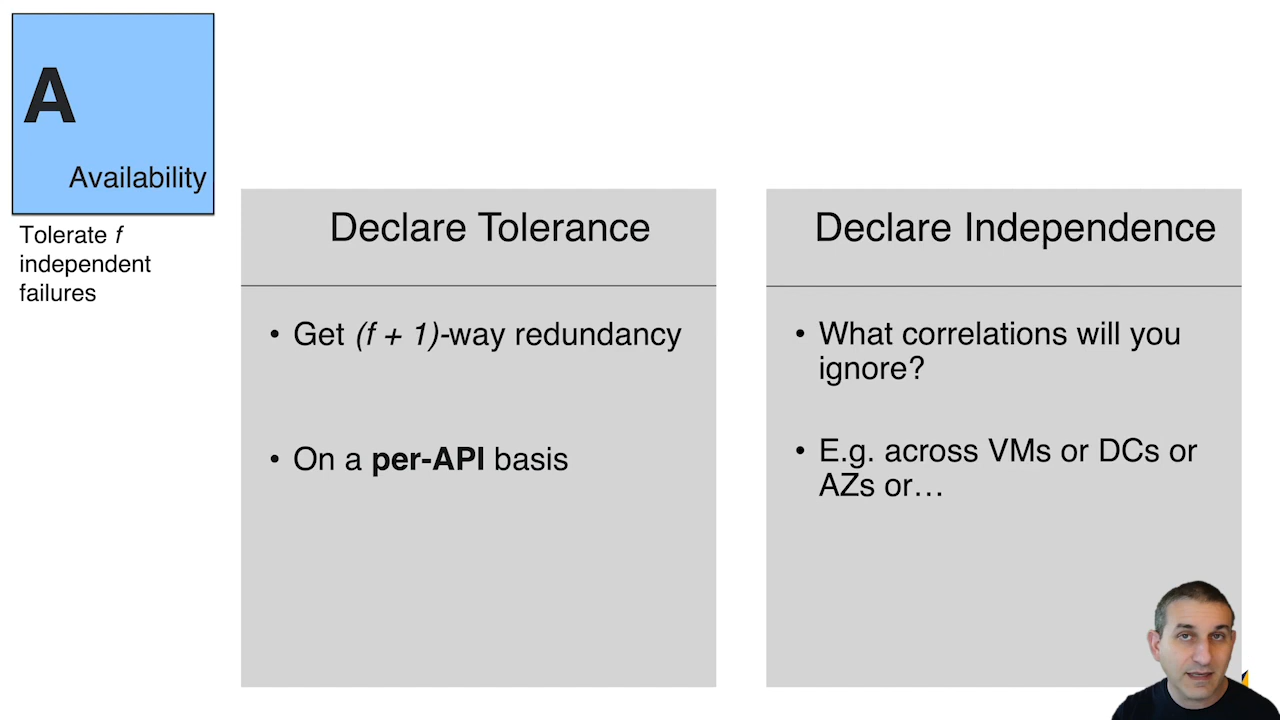 A
Availability
Tolerate f
independent
failures
Declare Tolerance
• Get (f + 1)-way redundancy
• On a per-API basis
Declare Independence
• What correlations will you
ignore?
• E.g. across VMs or DCs or
AZs or…